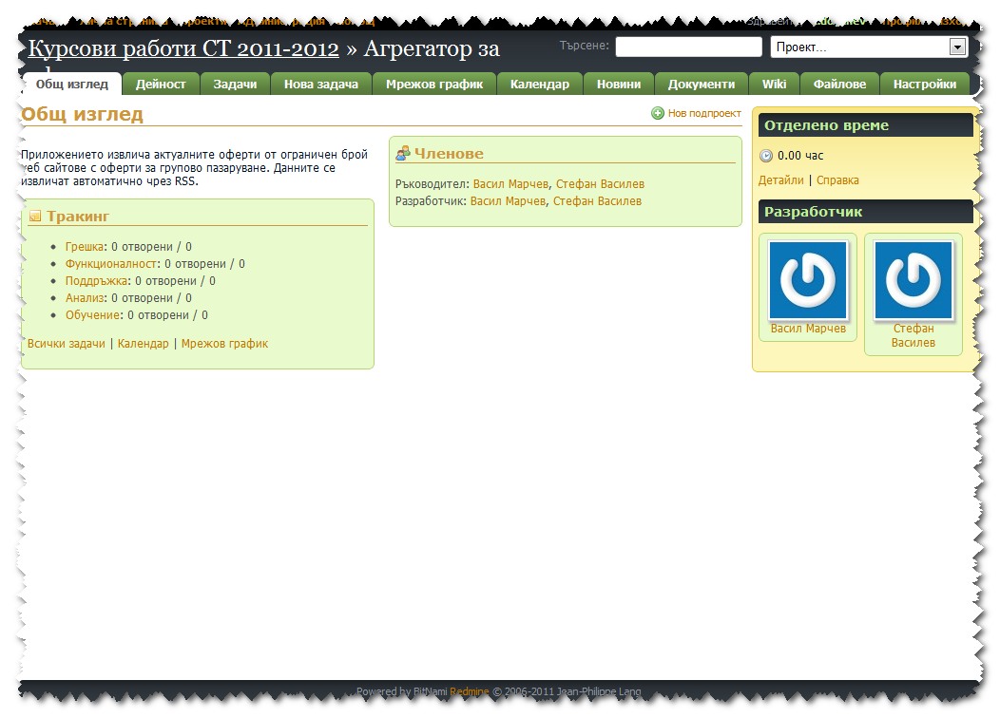 Курсови работи СТ 2011-2012 » Агрегатор за
Търсене:
Проект...
Общ изглед
Дейност
Задачи
Нова задача
Мрежов график
Календар
Новини
Документи
Wiki
Файлове
Настройки
Общ изглед
Нов подпроект
Приложението извлича актуалните оферти от ограничен брой
уеб сайтове с оферти за групово пазаруване. Данните се
извличат автоматично чрез RSS.
Тракинг
Грешка: 0 отворени / 0
Функционалност: 0 отворени / 0
Поддръжка: 0 отворени / 0
Анализ: 0 отворени / 0
Обучение: 0 отворени / 0
Всички задачи | Календар | Мрежов график
Членове
Ръководител: Васил Марчев, Стефан Василев
Разработчик: Васил Марчев, Стефан Василев
Отделено време
0.00 час
Детайли | Справка
Разработчик
Васил Марчев
Стефан
Василев
Powered by BitNami Redmine © 2006-2011 Jean-Philippe Lang